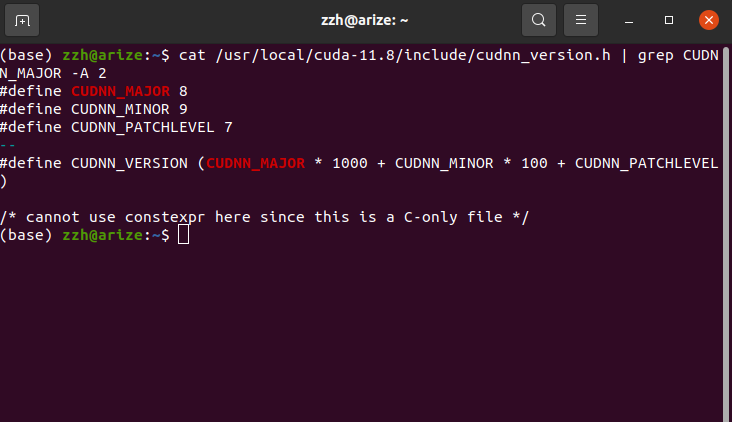 zzh@arize: ~
(base) zzh@arize:~$ cat /usr/local/cuda-11.8/include/cudnn_version.h | grep CUDN
N_MAJOR -A 2
#define CUDNN_MAJOR 8
#define CUDNN_MINOR 9
#define CUDNN_PATCHLEVEL 7
--
#define CUDNN_VERSION (CUDNN_MAJOR * 1000 + CUDNN_MINOR * 100 + CUDNN_PATCHLEVEL
)
/* cannot use constexpr here since this is a C-only file */
(base) zzh@arize:~$